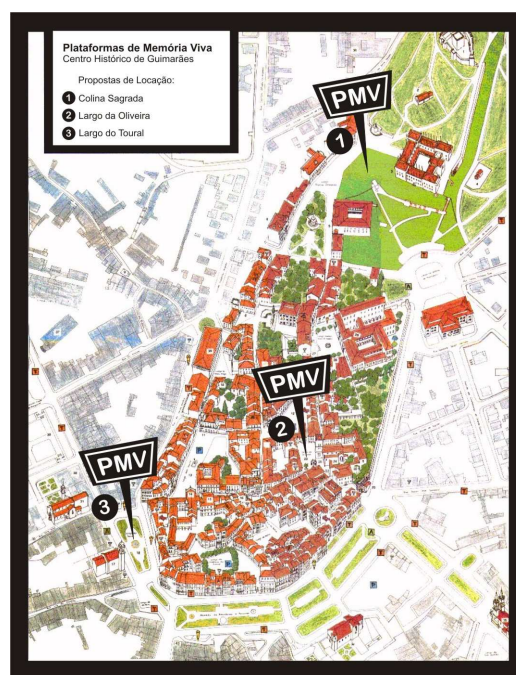 Plataformas de Memória Viva
Centro Histórico de Guimarães
Propostas de Locação:
1 Colina Sagrada
2 Largo da Oliveira
3 Largo do Toural
PMV
1
PMV
2
PMV
3